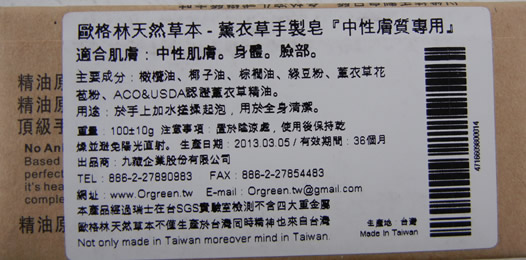 歐格林天然草本 - 薰衣草手製皂『中性膚質專用』
適合肌膚：中性肌膚。身體。臉部。
主要成分：橄欖油、椰子油、棕櫚油、綠豆粉、薰衣草花
苞粉、ACO&USDA認證薰衣草精油。
用途：於手上加水搓揉起泡，用於全身清潔。
重量：100±10g 注意事項：置於陰涼處，使用後保持乾
燥並避免陽光直射。 生產日期：2013.03.05 / 有效期間：36個月
出品商：九藏企業股份有限公司
TEL：886-2-27890983 FAX：886-2-27854483
網址：www.Orgreen.tw E-mail：Orgreen.tw@gmail.com
本產品經過瑞士在台SGS實驗室檢測不含四大重金屬
歐格林天然草本不僅生產於台灣同時精神也來自台灣
Not only made in Taiwan moreover mind in Taiwan.
生產地：台灣
Made In Taiwan
4716609800014
精油原
精油原
頂級手
No Ani
Based
perfect
it's hea
comple
精油原